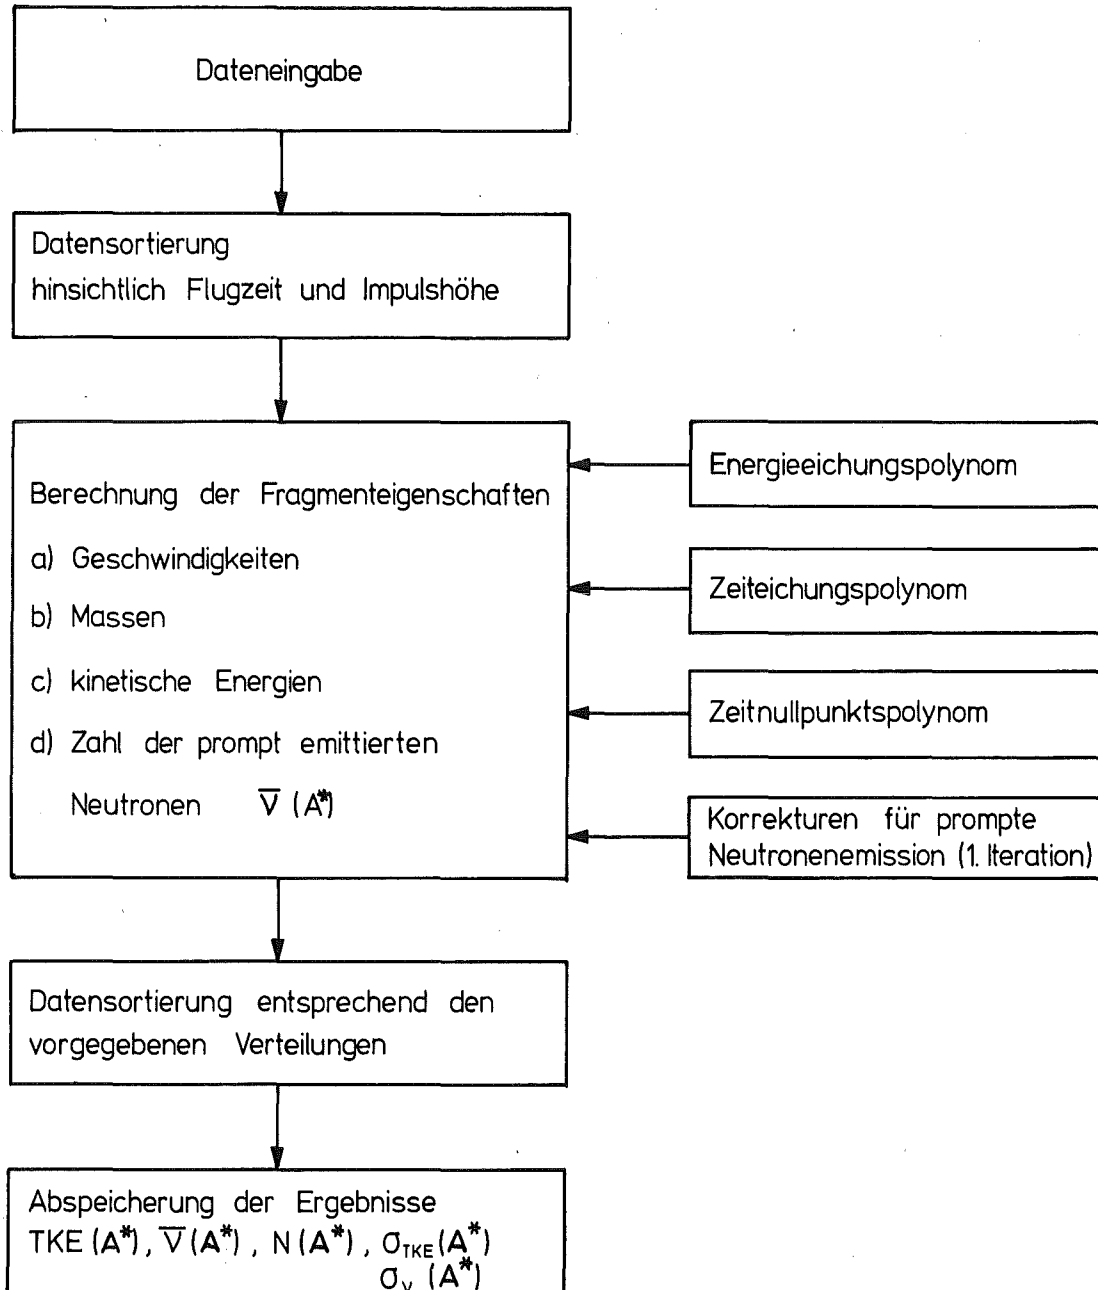 Dateneingabe
Datensortierung
hinsichtlich Flugzeit und Impulshöhe
Berechnung der Fragmenteigenschaften
a) Geschwindigkeiten
b) Massen
c) kinetische Energien
d) Zahl der prompt emittierten
Neutronen ν̅ (A*)
Energieeichungspolynom
Zeiteichungspolynom
Zeitnullpunktspolynom
Korrekturen für prompte
Neutronenemission (1. Iteration)
Datensortierung entsprechend den
vorgegebenen Verteilungen
Abspeicherung der Ergebnisse
TKE (A*), ν̅ (A*), N (A*), σTKE (A*)
σν (A*)